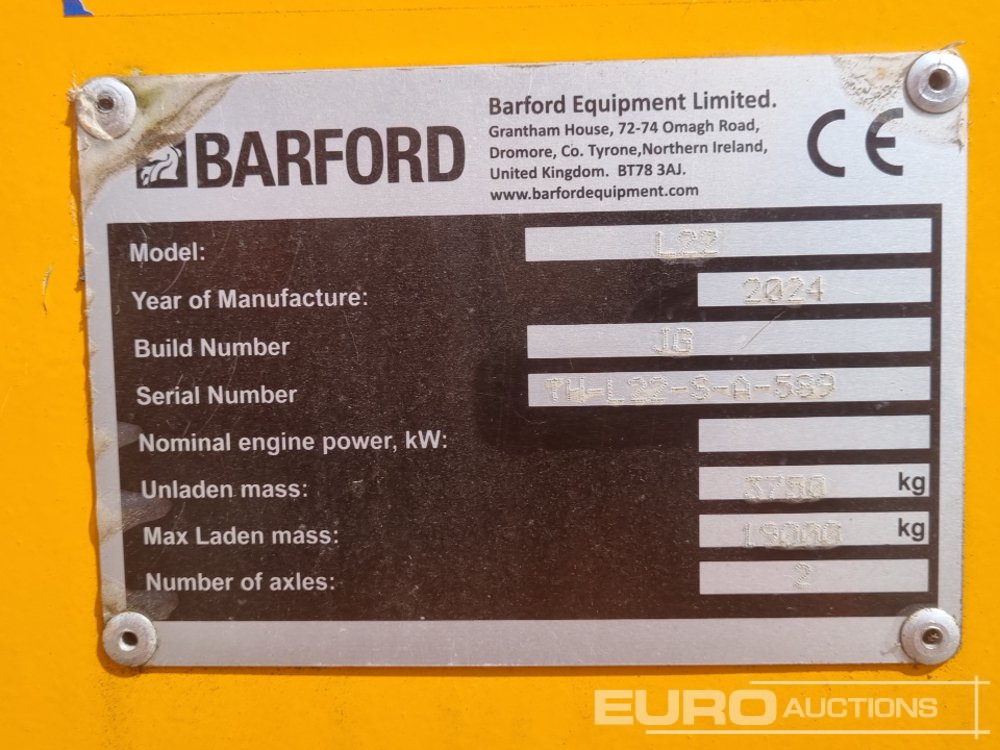 BARFORD
Barford Equipment Limited.
Grantham House, 72-74 Omagh Road,
Dromore, Co. Tyrone,Northern Ireland,
United Kingdom. BT78 3AJ.
www.barfordequipment.com
CE
Model: L22
Year of Manufacture: 2024
Build Number JG
Serial Number TW-L22-S-A-589
Nominal engine power, kW:
Unladen mass: 3750 kg
Max Laden mass: 19000 kg
Number of axles: 2
EURO AUCTIONS